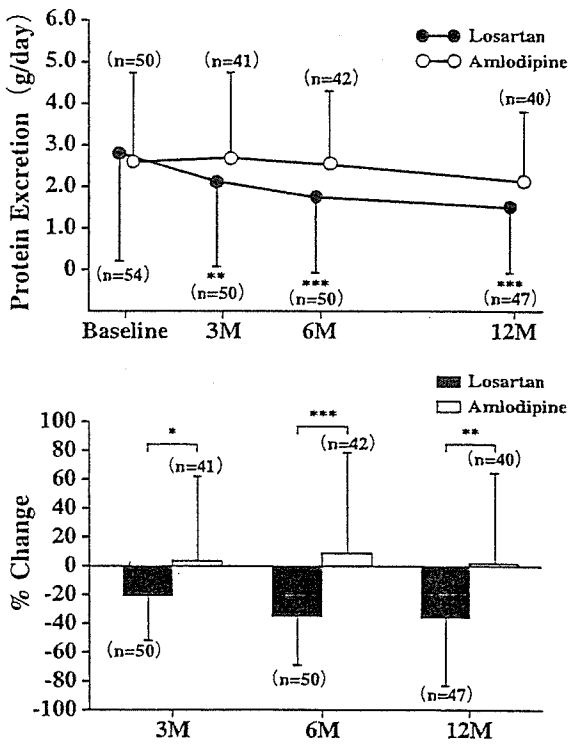 6.0
5.0
4.0
3.0
2.0
1.0
0
Protein Excretion (g/day)
Losartan
Amlodipine
(n=50)
(n=41)
(n=42)
(n=40)
(n=54)
**
(n=50)
***
(n=50)
***
(n=47)
Baseline 3M 6M 12M
Losartan
Amlodipine
100
80
60
40
20
0
-20
-40
-60
-80
-100
% Change
*
(n=41)
***
(n=42)
**
(n=40)
(n=50)
(n=50)
(n=47)
3M 6M 12M